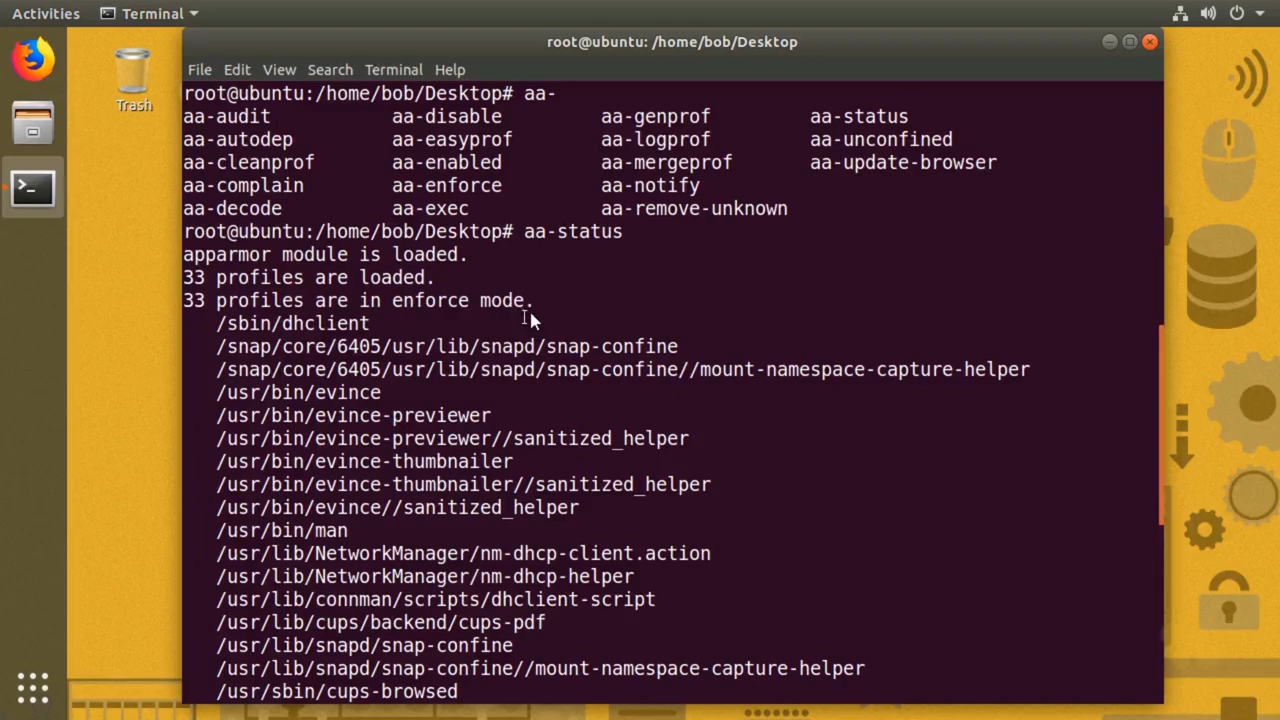 Activities Terminal
root@ubuntu: /home/bob/Desktop
File Edit View Search Terminal Help
Trash
root@ubuntu:/home/bob/Desktop# aa-
aa-audit aa-disable aa-genprof aa-status
aa-autodep aa-easyprof aa-logprof aa-unconfined
aa-cleanprof aa-enabled aa-mergeprof aa-update-browser
aa-complain aa-enforce aa-notify
aa-decode aa-exec aa-remove-unknown
root@ubuntu:/home/bob/Desktop# aa-status
apparmor module is loaded.
33 profiles are loaded.
33 profiles are in enforce mode.
/sbin/dhclient
/snap/core/6405/usr/lib/snapd/snap-confine
/snap/core/6405/usr/lib/snapd/snap-confine//mount-namespace-capture-helper
/usr/bin/evince
/usr/bin/evince-previewer
/usr/bin/evince-previewer//sanitized_helper
/usr/bin/evince-thumbnailer
/usr/bin/evince-thumbnailer//sanitized_helper
/usr/bin/evince//sanitized_helper
/usr/bin/man
/usr/lib/NetworkManager/nm-dhcp-client.action
/usr/lib/NetworkManager/nm-dhcp-helper
/usr/lib/connman/scripts/dhclient-script
/usr/lib/cups/backend/cups-pdf
/usr/lib/snapd/snap-confine
/usr/lib/snapd/snap-confine//mount-namespace-capture-helper
/usr/sbin/cups-browsed